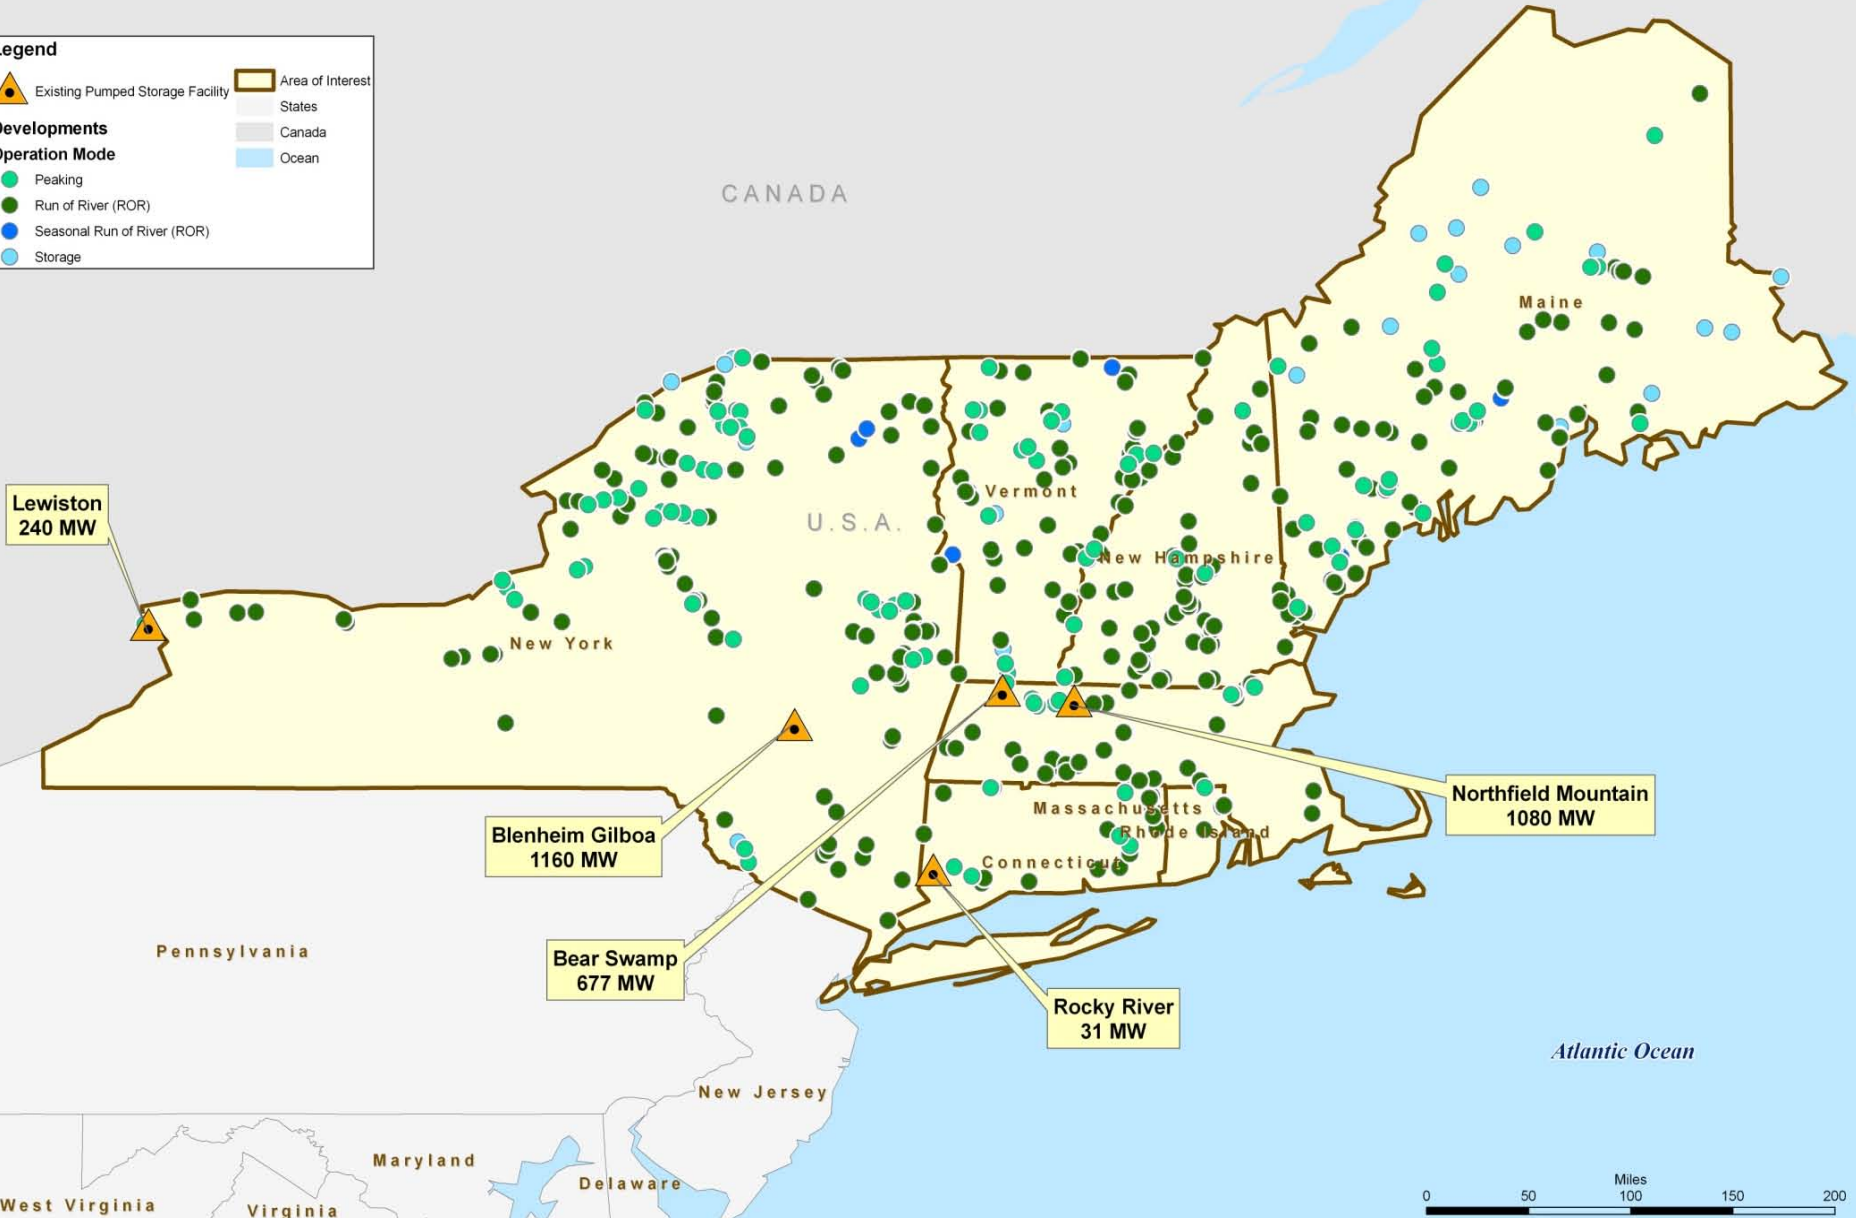 Legend
Existing Pumped Storage Facility
Developments
Operation Mode
Peaking
Run of River (ROR)
Seasonal Run of River (ROR)
Storage
Area of Interest
States
Canada
Ocean
CANADA
Maine
Lewiston
240 MW
U.S.A.
Vermont
New Hampshire
New York
Northfield Mountain
1080 MW
Massachusetts
Rhode Island
Connecticut
Blenheim Gilboa
1160 MW
Pennsylvania
Bear Swamp
677 MW
Rocky River
31 MW
Atlantic Ocean
New Jersey
Maryland
Delaware
West Virginia
Virginia
Miles
0 50 100 150 200